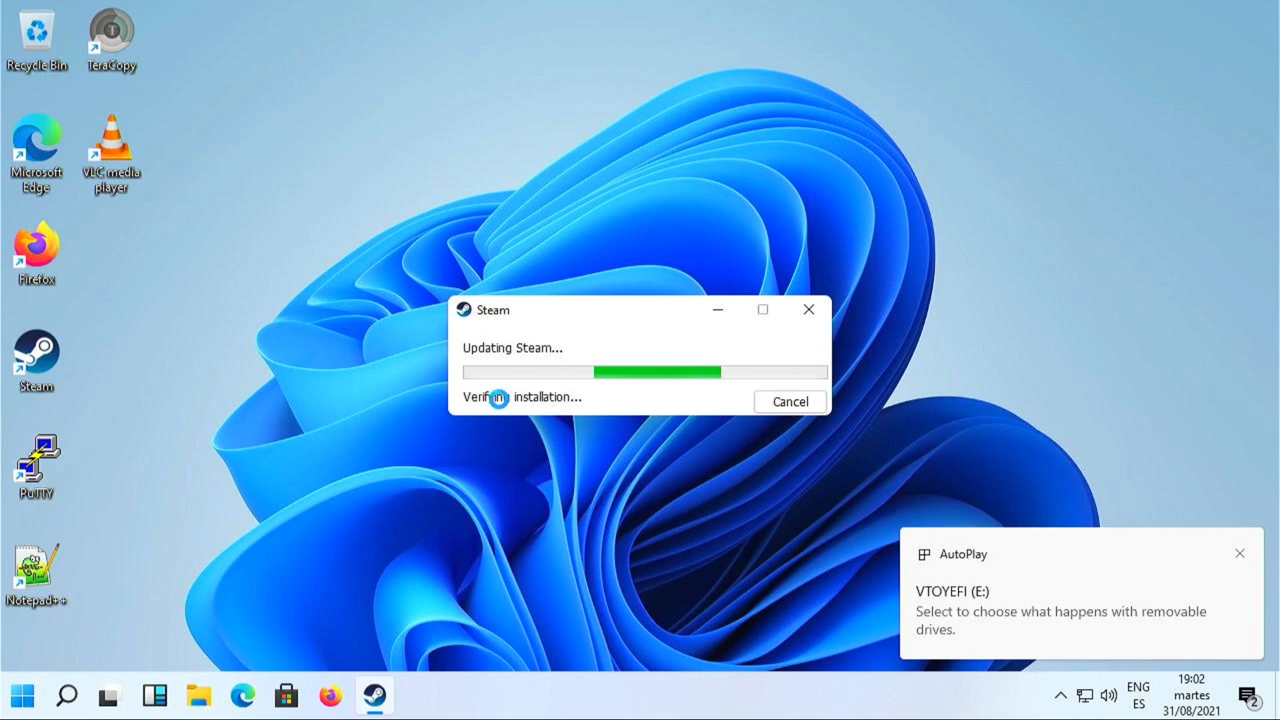 Recycle Bin
TeraCopy
Microsoft
Edge
VLC media
player
Firefox
Steam
PuTTY
Notepad++
Steam
Updating Steam...
Verifying installation...
Cancel
AutoPlay
VTOYEFI (E:)
Select to choose what happens with removable
drives.
ENG
ES
19:02
martes
31/08/2021
2